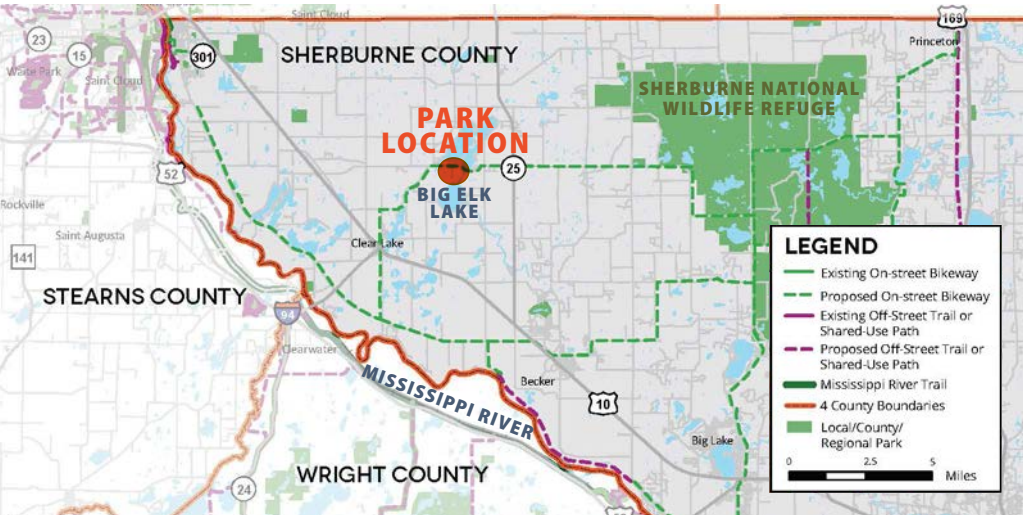 Saint Cloud
169
Princeton
23
15
301
SHERBURNE COUNTY
Waite Park
Saint Cloud
SHERBURNE NATIONAL
WILDLIFE REFUGE
PARK
LOCATION
52
25
BIG ELK
LAKE
Rockville
Saint Augusta
Clear Lake
141
STEARNS COUNTY
94
Clearwater
MISSISSIPPI RIVER
Becker
10
Big Lake
WRIGHT COUNTY
24
LEGEND
Existing On-street Bikeway
Proposed On-street Bikeway
Existing Off-Street Trail or
Shared-Use Path
Proposed Off-Street Trail or
Shared-Use Path
Mississippi River Trail
4 County Boundaries
Local/County/
Regional Park
0 2.5 5
Miles